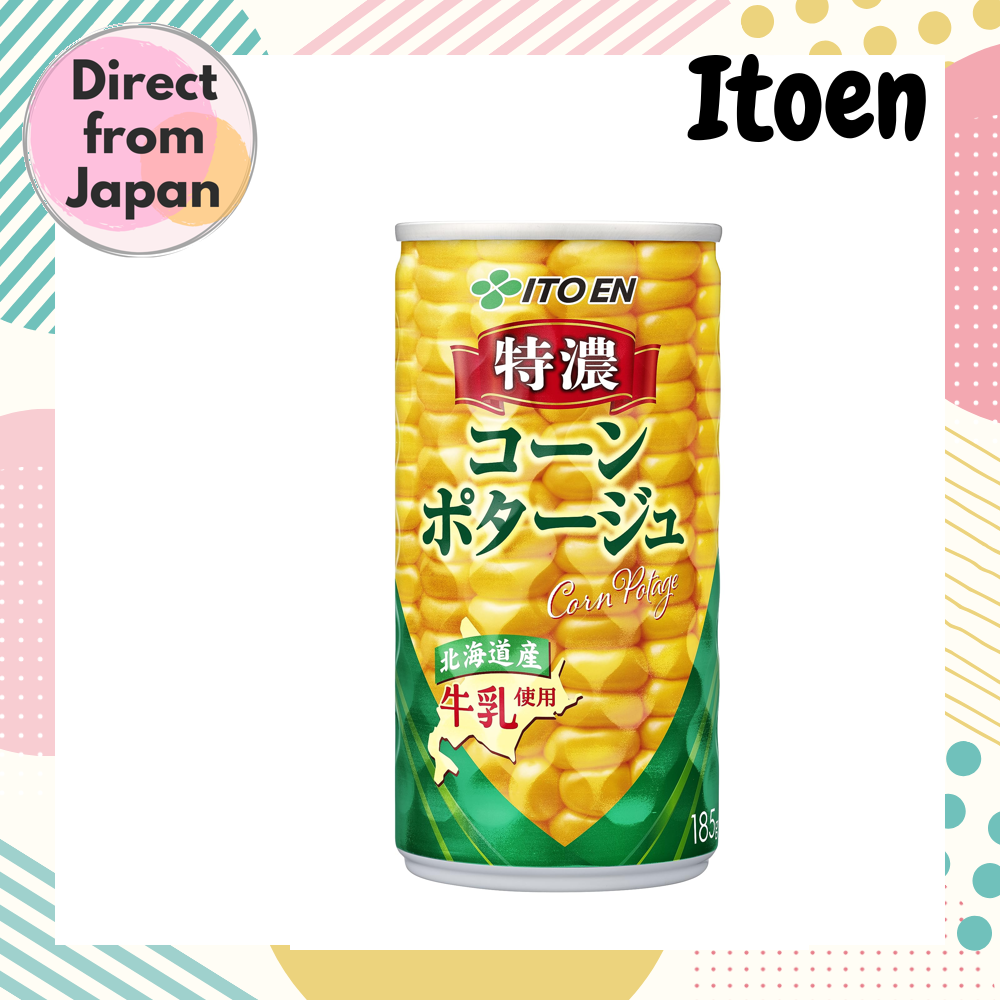 Direct
from
Japan
Itoen
ITO EN
特濃
コーン
ポタージュ
Corn Potage
北海道産
牛乳使用
185g